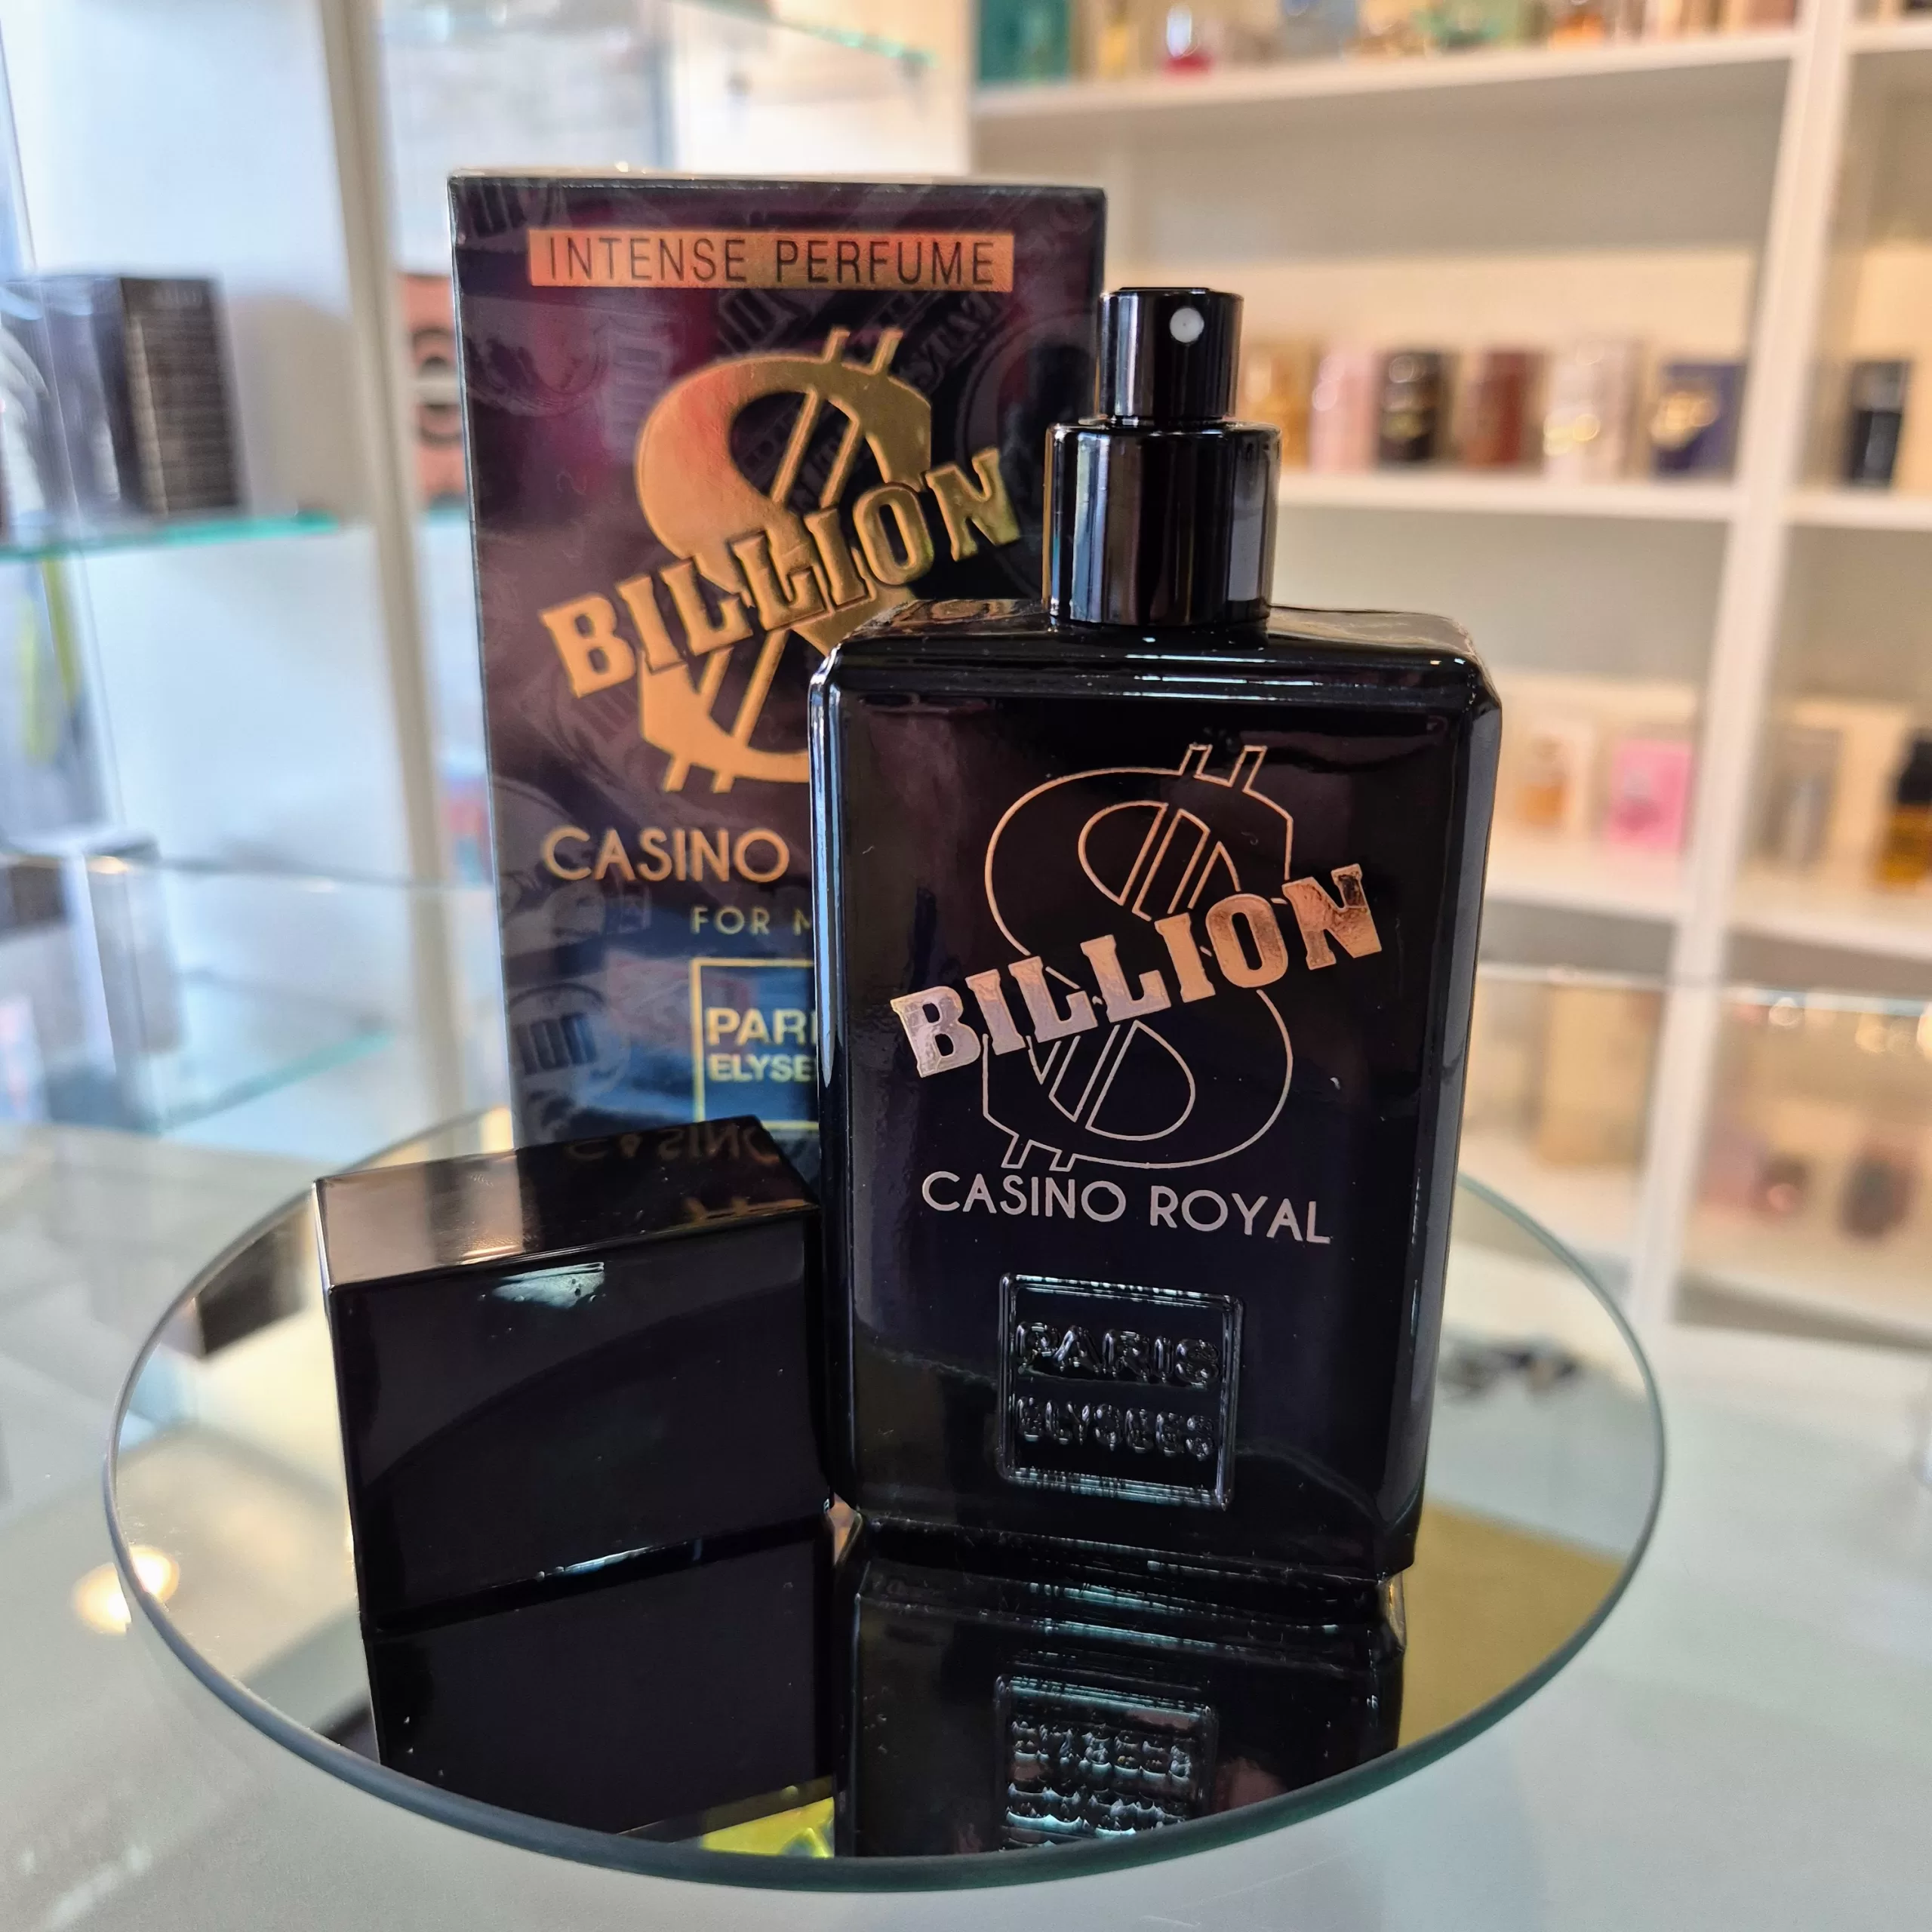 INTENSE PERFUME
BILLION
CASINO
FOR M
PARI
ELYSE
BILLION
CASINO ROYAL
PARIS
ELYSEES